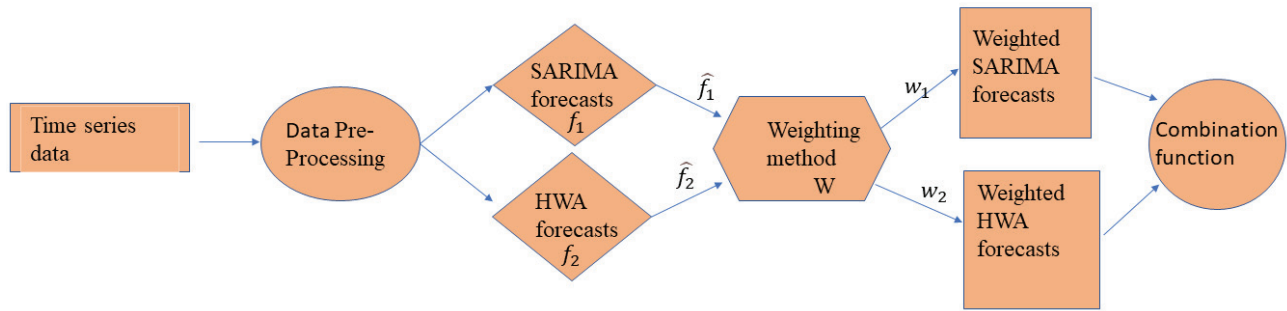 Time series
data
Data Pre-
Processing
SARIMA
forecasts
f₁
HWA
forecasts
f₂
f̂₁
f̂₂
Weighting
method
W
w₁
w₂
Weighted
SARIMA
forecasts
Weighted
HWA
forecasts
Combination
function